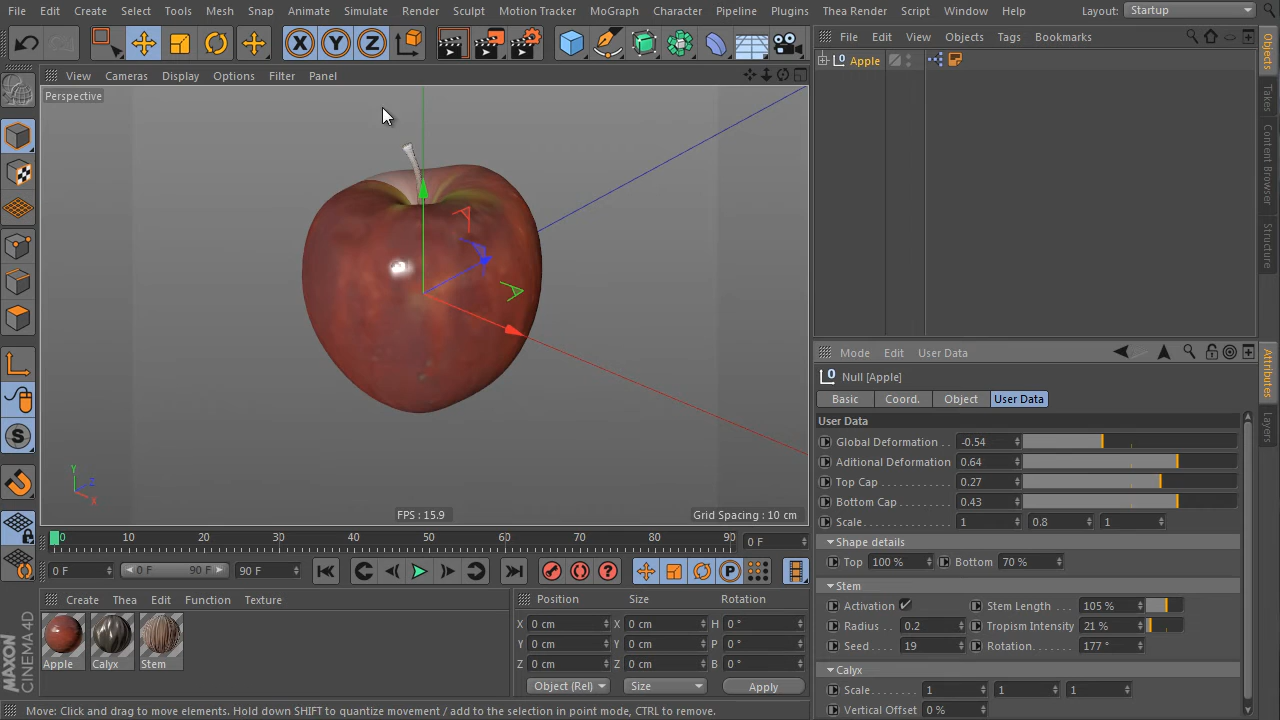 File Edit Create Select Tools Mesh Snap Animate Simulate Render Sculpt Motion Tracker MoGraph Character Pipeline Plugins Thea Render Script Window Help Layout: Startup
X Y Z
File Edit View Objects Tags Bookmarks
View Cameras Display Options Filter Panel
Apple
Perspective
Objects
Takes
Content Browser
Structure
Mode Edit User Data
Null [Apple]
Basic Coord. Object User Data
User Data
Global Deformation . . -0.54
Aditional Deformation 0.64
Top Cap . . . . . . . . . . . . 0.27
Bottom Cap . . . . . . . . 0.43
Scale . . . . . . . . . . . . . . . 1 0.8 1
Shape details
Top 100 % Bottom 70 %
Stem
Activation Stem Length . . . . 105 %
Radius . . . 0.2 Tropism Intensity 21 %
Seed . . . . . 19 Rotation. . . . . . . . 177 °
Calyx
Scale. . . . . . . . 1 1 1
Vertical Offset 0 %
Attributes
Layers
Y
Z
X
FPS : 15.9 Grid Spacing : 10 cm
0 10 20 30 40 50 60 70 80 90 0 F
0 F 0 F 90 F 90 F
Create Thea Edit Function Texture
Apple Calyx Stem
Position Size Rotation
X 0 cm X 0 cm H 0 °
Y 0 cm Y 0 cm P 0 °
Z 0 cm Z 0 cm B 0 °
Object (Rel) Size Apply
MAXON
CINEMA 4D
Move: Click and drag to move elements. Hold down SHIFT to quantize movement / add to the selection in point mode, CTRL to remove.